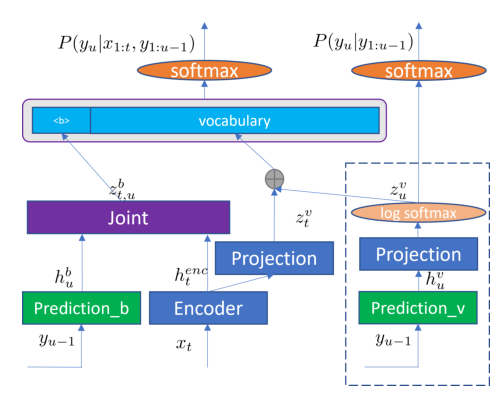 P(y_u|x_{1:t}, y_{1:u−1})
P(y_u|y_{1:u−1})
softmax
softmax
<b>
vocabulary
z^b_{t,u}
z^v_u
log softmax
Joint
z^v_t
Projection
Projection
h^b_u
h^{enc}_t
h^v_u
Prediction_b
Encoder
Prediction_v
y_{u−1}
x_t
y_{u−1}